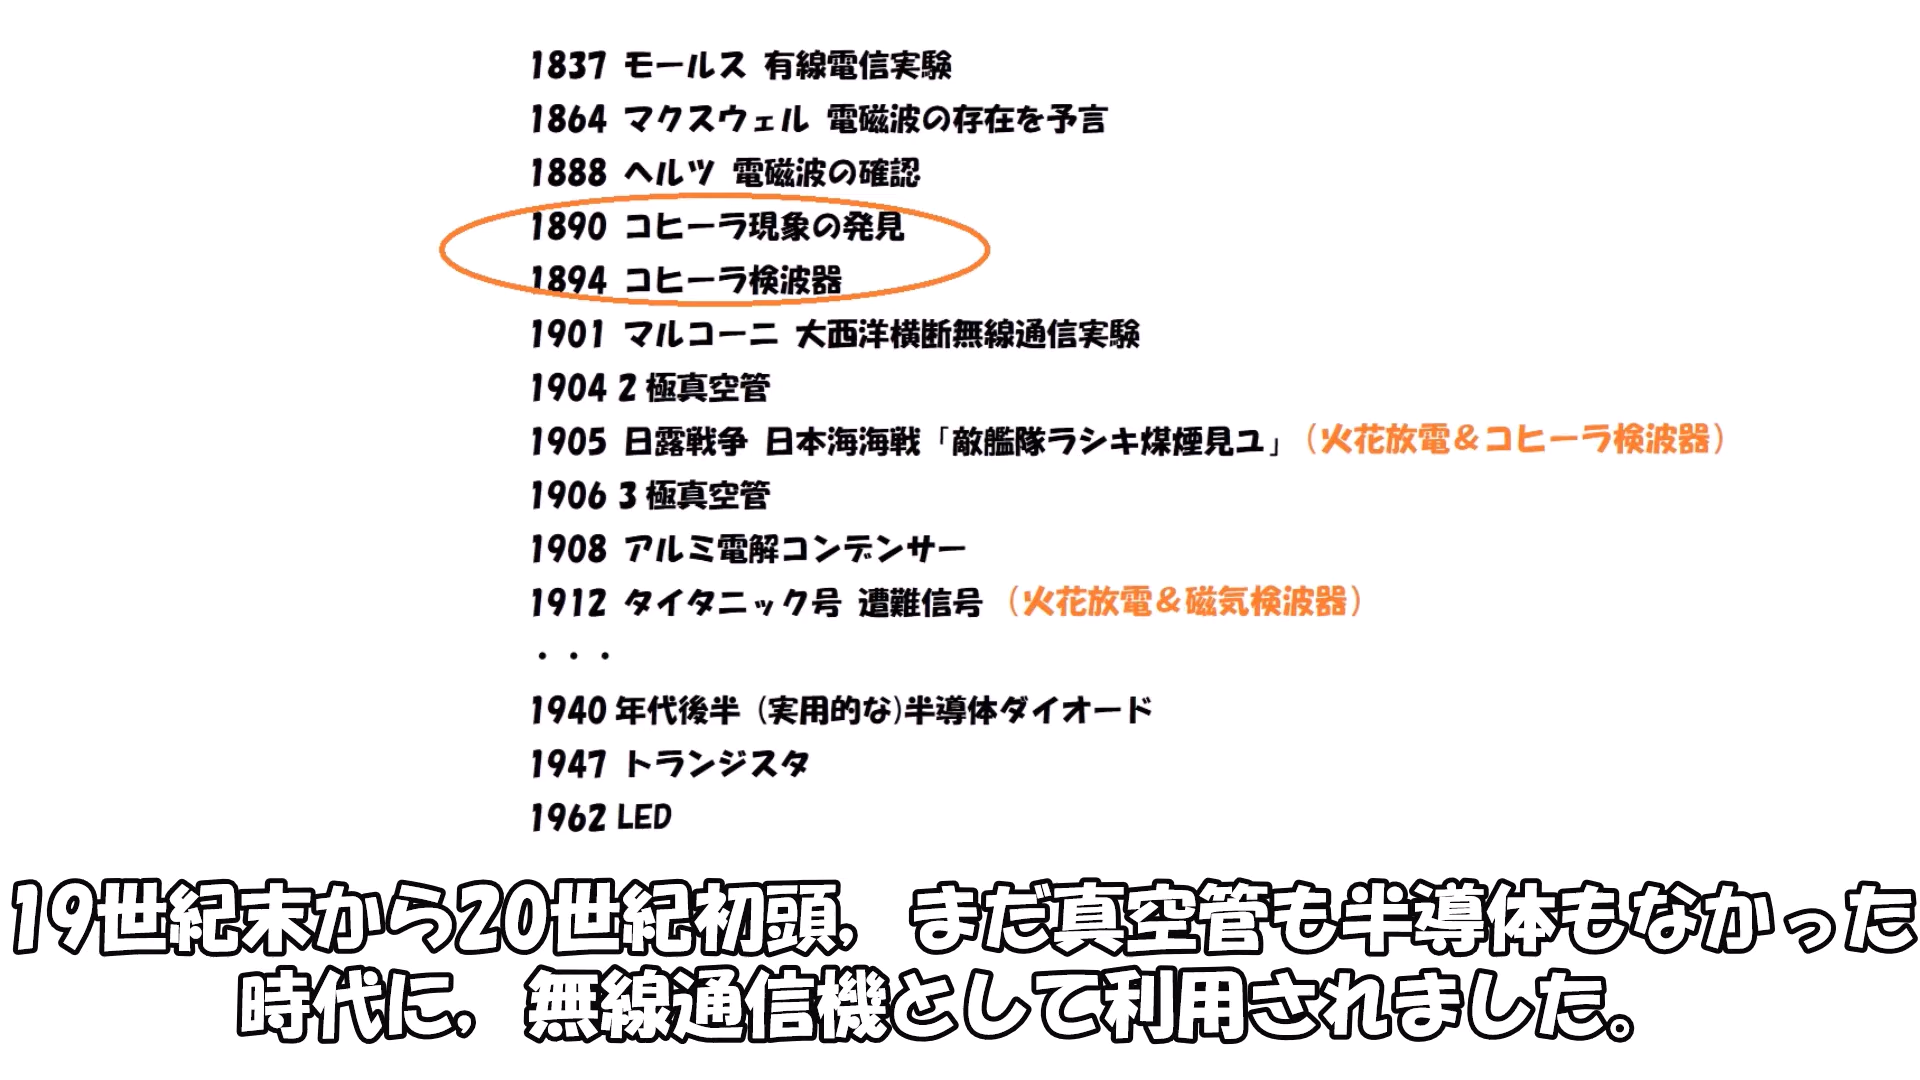 1837 モールス 有線電信実験
1864 マクスウェル 電磁波の存在を予言
1888 ヘルツ 電磁波の確認
1890 コヒーラ現象の発見
1894 コヒーラ検波器
1901 マルコーニ 大西洋横断無線通信実験
1904 2極真空管
1905 日露戦争 日本海海戦「敵艦隊ラシキ煤煙見ユ」（火花放電＆コヒーラ検波器）
1906 3極真空管
1908 アルミ電解コンデンサー
1912 タイタニック号 遭難信号（火花放電＆磁気検波器）
・・・
1940年代後半 (実用的な)半導体ダイオード
1947 トランジスタ
1962 LED
19世紀末から20世紀初頭，まだ真空管も半導体もなかった
時代に，無線通信機として利用されました。